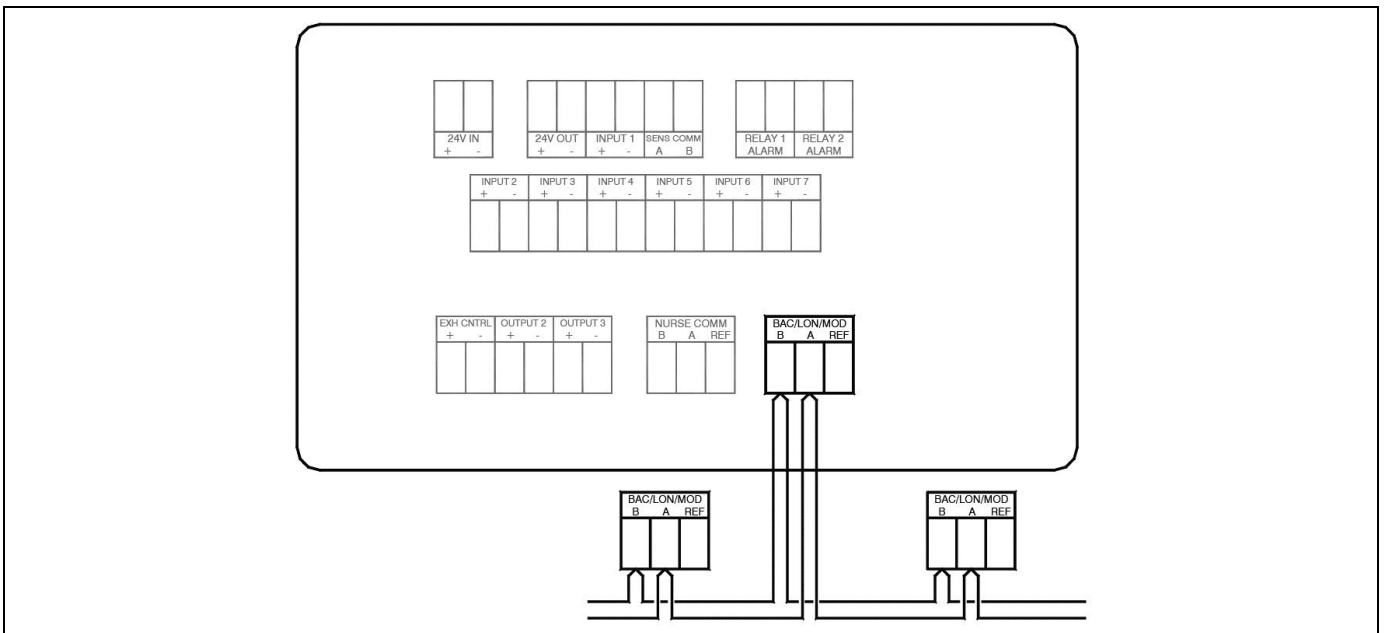 24V IN
+ -
24V OUT INPUT 1 SENS COMM
+ - + - A B
RELAY 1 RELAY 2
ALARM ALARM
INPUT 2 INPUT 3 INPUT 4 INPUT 5 INPUT 6 INPUT 7
+ - + - + - + - + - + -
EXH CNTRL OUTPUT 2 OUTPUT 3
+ - + - + -
NURSE COMM
B A REF
BAC/LON/MOD
B A REF
BAC/LON/MOD
B A REF
BAC/LON/MOD
B A REF